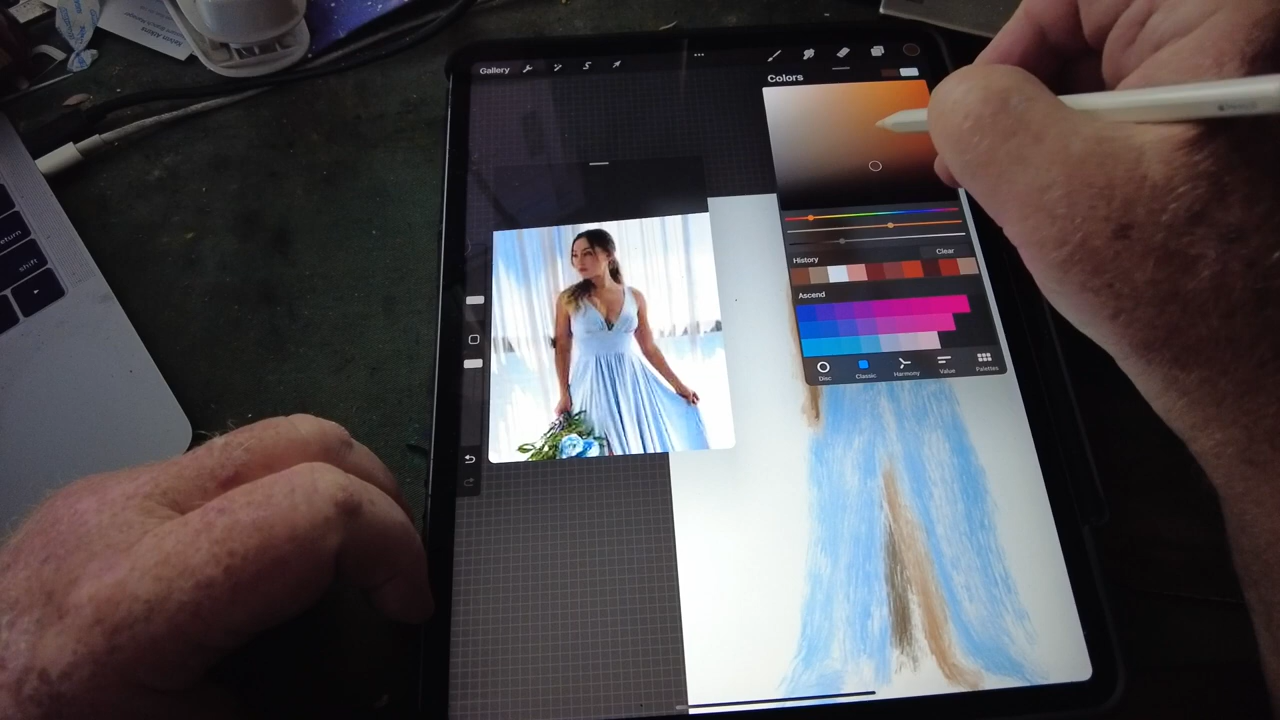 Gallery
Colors
History
Clear
Ascend
Disc
Classic
Harmony
Value
Palettes
return
shift